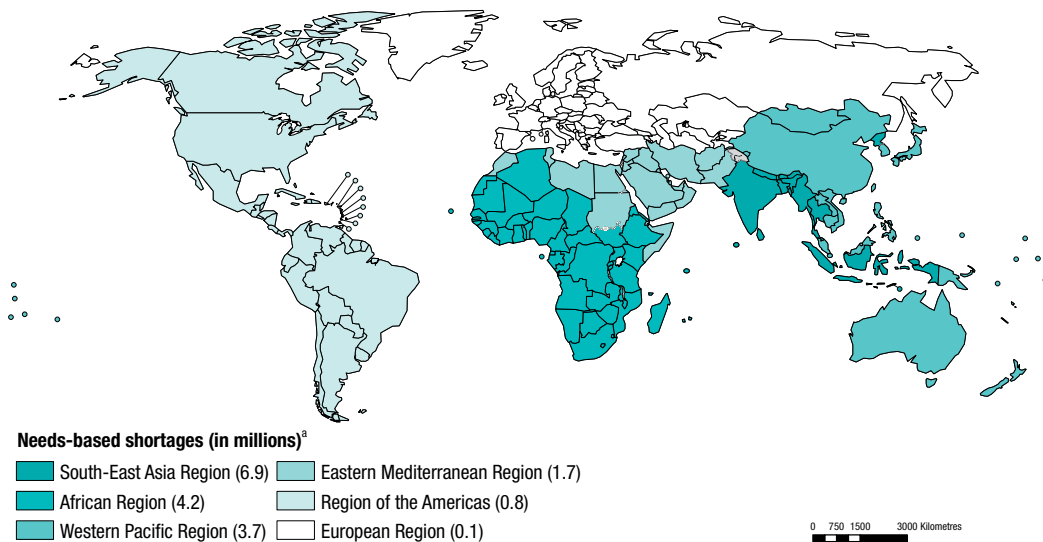 Needs-based shortages (in millions)a
South-East Asia Region (6.9)
African Region (4.2)
Western Pacific Region (3.7)
Eastern Mediterranean Region (1.7)
Region of the Americas (0.8)
European Region (0.1)
0 750 1500 3000 Kilometres